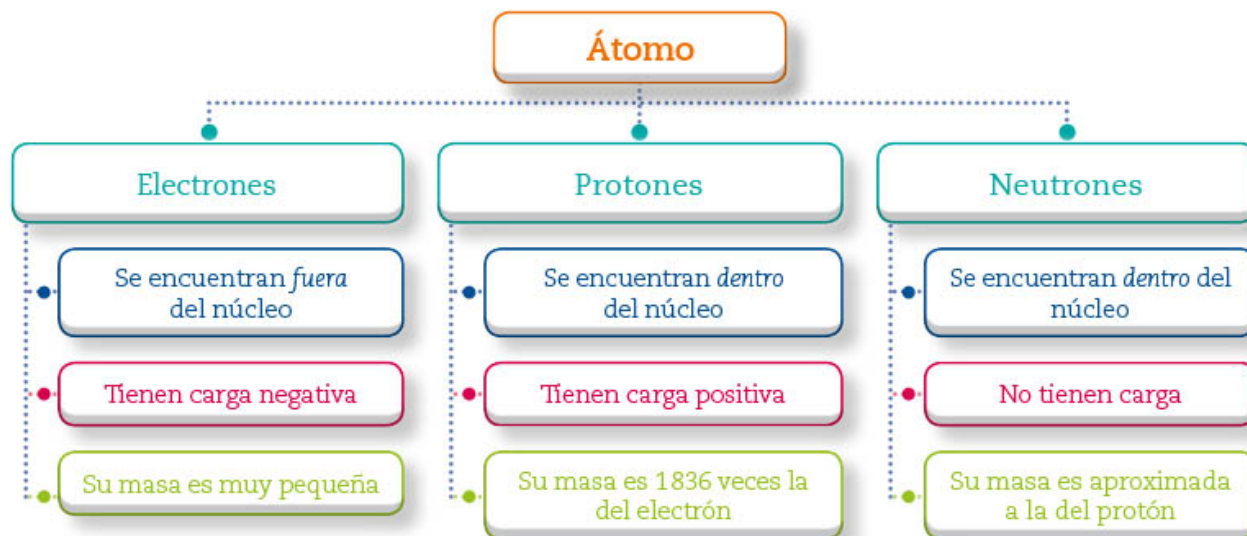 Átomo
Electrones
Se encuentran fuera
del núcleo
Tienen carga negativa
Su masa es muy pequeña
Protones
Se encuentran dentro
del núcleo
Tienen carga positiva
Su masa es 1836 veces la
del electrón
Neutrones
Se encuentran dentro del
núcleo
No tienen carga
Su masa es aproximada
a la del protón